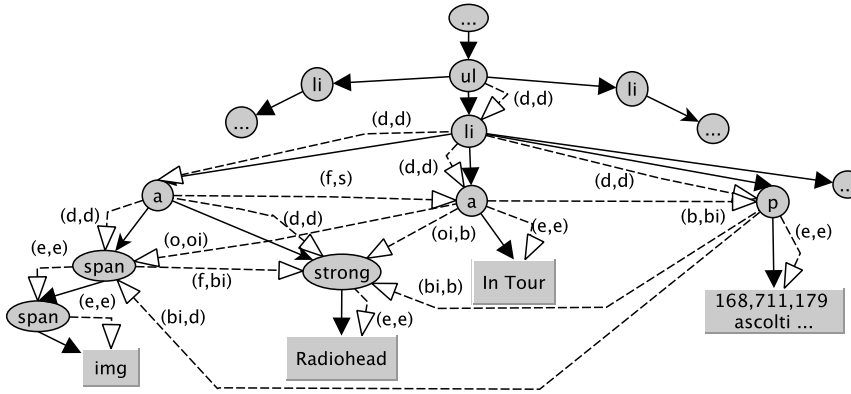 ...
ul
li
li
...
(d,d)
...
(d,d)
li
(d,d)
(f,s)
(d,d)
...
a
a
p
(d,d)
(d,d)
(b,bi)
(e,e)
(e,e)
(o,oi)
(oi,b)
(e,e)
span
strong
(f,bi)
(bi,b)
In Tour
(e,e)
168,711,179
ascolti ...
span
(bi,d)
(e,e)
Radiohead
img